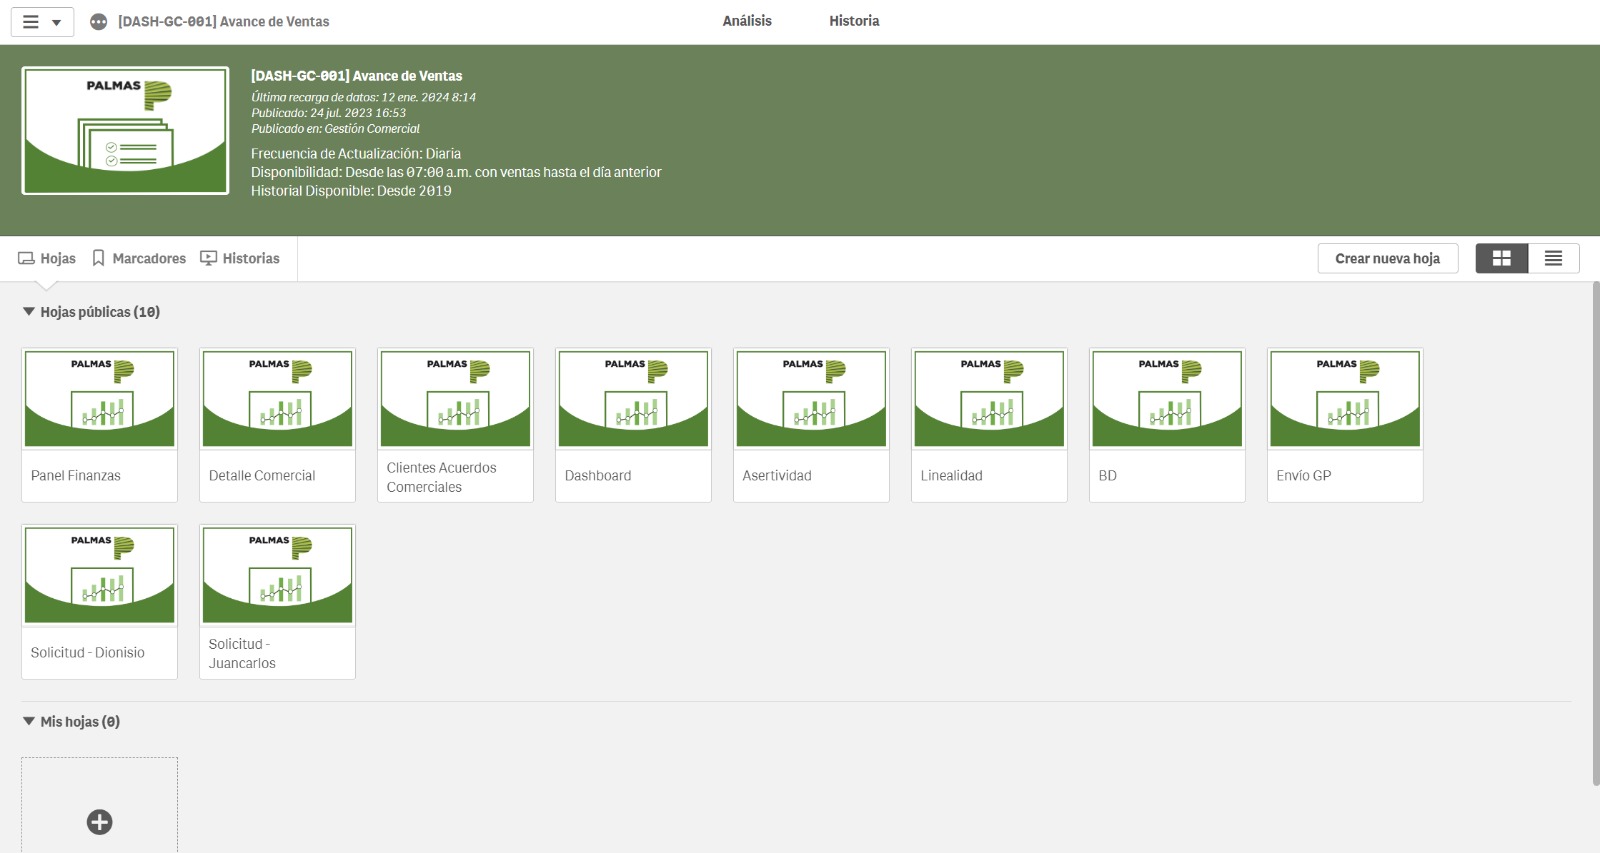 [DASH-GC-001] Avance de Ventas
Análisis
Historia
PALMAS
[DASH-GC-001] Avance de Ventas
Última recarga de datos: 12 ene. 2024 8:14
Publicado: 24 jul. 2023 16:53
Publicado en: Gestión Comercial
Frecuencia de Actualización: Diaria
Disponibilidad: Desde las 07:00 a.m. con ventas hasta el día anterior
Historial Disponible: Desde 2019
Hojas
Marcadores
Historias
Crear nueva hoja
Hojas públicas (10)
PALMAS
Panel Finanzas
PALMAS
Detalle Comercial
PALMAS
Clientes Acuerdos
Comerciales
PALMAS
Dashboard
PALMAS
Asertividad
PALMAS
Linealidad
PALMAS
BD
PALMAS
Envío GP
PALMAS
Solicitud - Dionisio
PALMAS
Solicitud -
Juancarlos
Mis hojas (0)